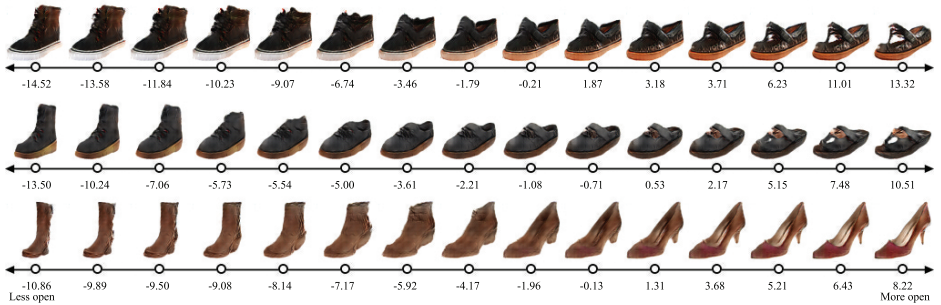 -14.52 -13.58 -11.84 -10.23 -9.07 -6.74 -3.46 -1.79 -0.21 1.87 3.18 3.71 6.23 11.01 13.32
-13.50 -10.24 -7.06 -5.73 -5.54 -5.00 -3.61 -2.21 -1.08 -0.71 0.53 2.17 5.15 7.48 10.51
-10.86 -9.89 -9.50 -9.08 -8.14 -7.17 -5.92 -4.17 -1.96 -0.13 1.31 3.68 5.21 6.43 8.22
Less open More open